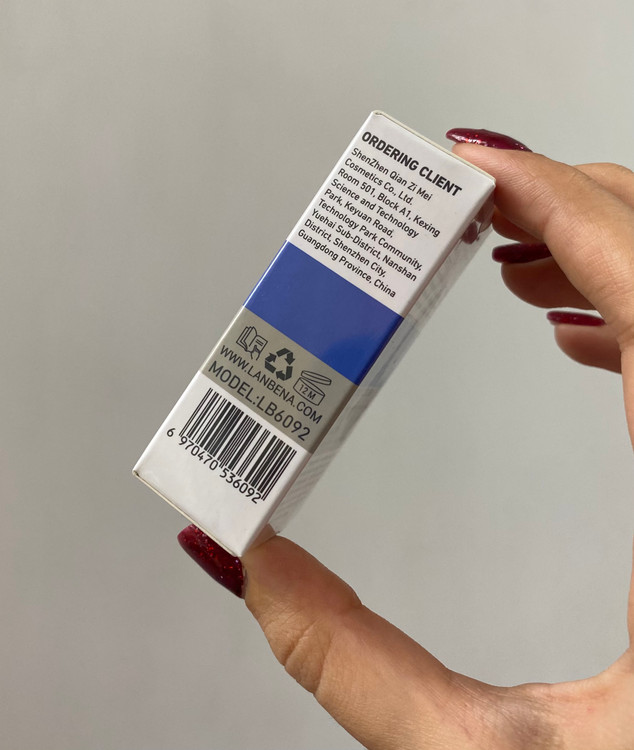 ORDERING CLIENT
ShenZhen Qian Zi Mei
Cosmetics Co., Ltd.
Room 501, Block A1, Kexing
Science and Technology
Park, Keyuan Road,
Technology Park Community,
Yuehai Sub-District, Nanshan
District, Shenzhen City,
Guangdong Province, China
12M
WWW.LANBENA.COM
MODEL:LB6092
6 970470 536092